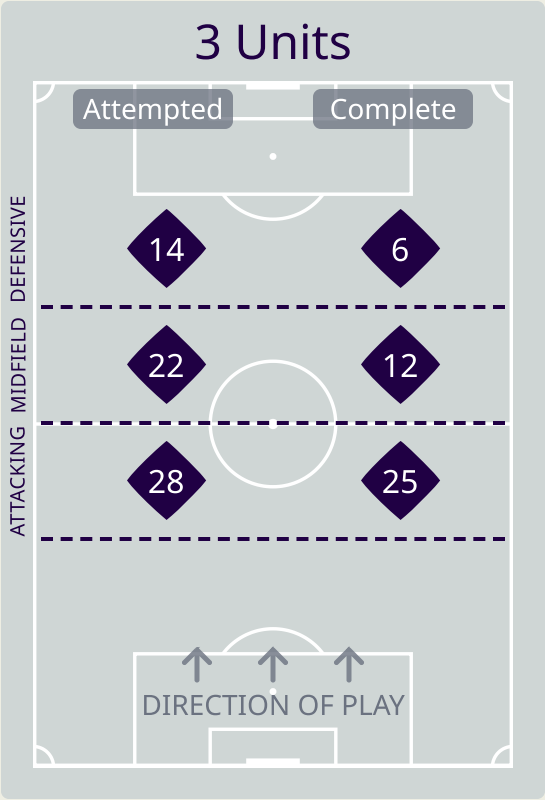 3 Units
Attempted Complete
DEFENSIVE
14 6
MIDFIELD
22 12
ATTACKING
28 25
DIRECTION OF PLAY